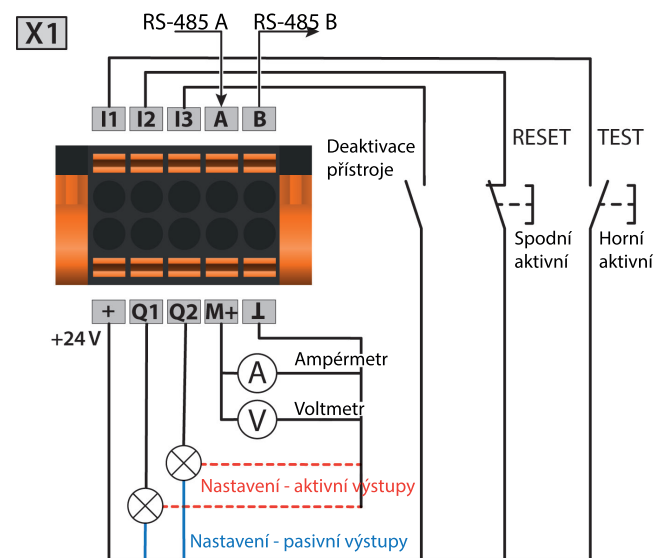 X1
RS-485 A RS-485 B
I1 I2 I3 A B
Deaktivace
přístroje
RESET TEST
Spodní
aktivní
Horní
aktivní
+ Q1 Q2 M+ ⊥
+24 V
A Ampérmetr
V Voltmetr
Nastavení - aktivní výstupy
Nastavení - pasivní výstupy